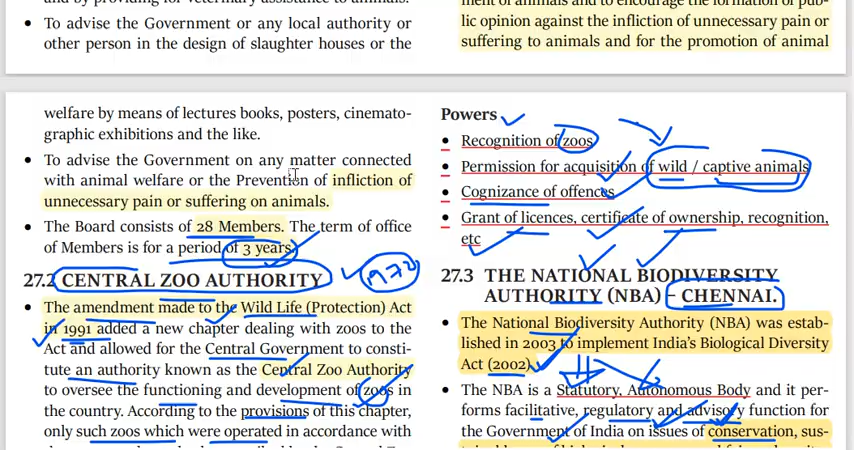 and by providing for veterinary assistance to animals.
• To advise the Government or any local authority or
other person in the design of slaughter houses or the
ment of animals and to encourage the formation of pub-
lic opinion against the infliction of unnecessary pain or
suffering to animals and for the promotion of animal
welfare by means of lectures books, posters, cinemato-
graphic exhibitions and the like.
• To advise the Government on any matter connected
with animal welfare or the Prevention of infliction of
unnecessary pain or suffering on animals.
• The Board consists of 28 Members. The term of office
of Members is for a period of 3 years.
27.2 CENTRAL ZOO AUTHORITY
1972
• The amendment made to the Wild Life (Protection) Act
in 1991 added a new chapter dealing with zoos to the
Act and allowed for the Central Government to consti-
tute an authority known as the Central Zoo Authority
to oversee the functioning and development of zoos in
the country. According to the provisions of this chapter,
only such zoos which were operated in accordance with
Powers
• Recognition of zoos
• Permission for acquisition of wild / captive animals
• Cognizance of offences
• Grant of licences, certificate of ownership, recognition,
etc
27.3 THE NATIONAL BIODIVERSITY
AUTHORITY (NBA) – CHENNAI.
• The National Biodiversity Authority (NBA) was estab-
lished in 2003 to implement India's Biological Diversity
Act (2002)
• The NBA is a Statutory, Autonomous Body and it per-
forms facilitative, regulatory and advisory function for
the Government of India on issues of conservation, sus-